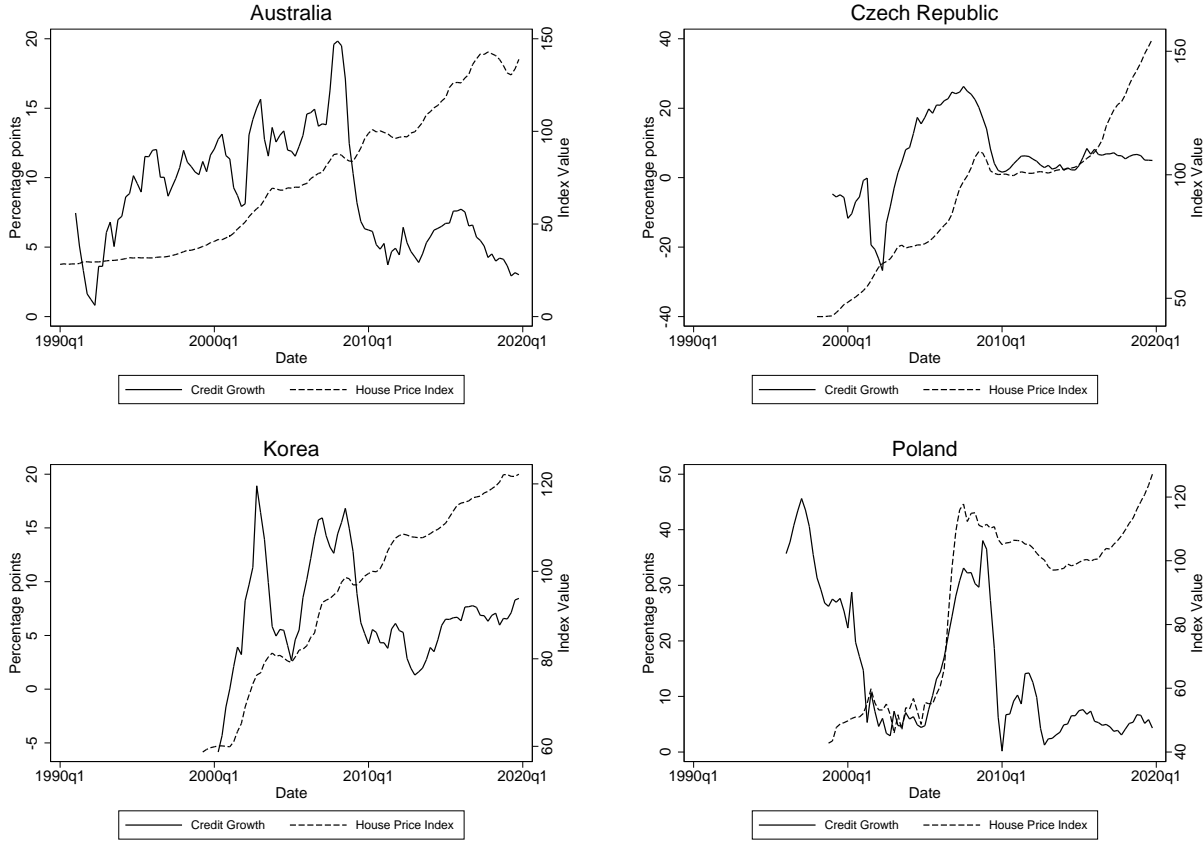 Australia
20
15
10
5
0
Percentage points
150
100
50
0
Index Value
1990q1 2000q1 2010q1 2020q1
Date
Credit Growth House Price Index
Czech Republic
40
20
0
-20
-40
Percentage points
150
100
50
Index Value
1990q1 2000q1 2010q1 2020q1
Date
Credit Growth House Price Index
Korea
20
15
10
5
0
-5
Percentage points
120
100
80
60
Index Value
1990q1 2000q1 2010q1 2020q1
Date
Credit Growth House Price Index
Poland
50
40
30
20
10
0
Percentage points
120
100
80
60
40
Index Value
1990q1 2000q1 2010q1 2020q1
Date
Credit Growth House Price Index